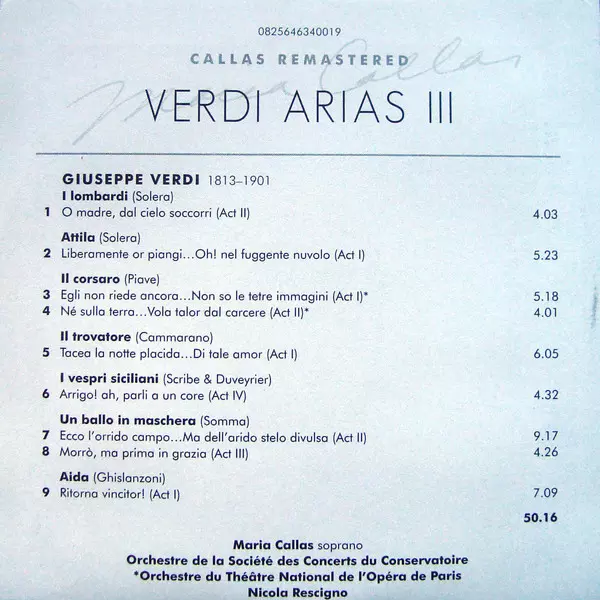 0825646340019
CALLAS REMASTERED
Maria Callas
VERDI ARIAS III
GIUSEPPE VERDI 1813–1901
I lombardi (Solera)
1 O madre, dal cielo soccorri (Act II) 4.03
Attila (Solera)
2 Liberamente or piangi...Oh! nel fuggente nuvolo (Act I) 5.23
Il corsaro (Piave)
3 Egli non riede ancora...Non so le tetre immagini (Act I)* 5.18
4 Né sulla terra...Vola talor dal carcere (Act II)* 4.01
Il trovatore (Cammarano)
5 Tacea la notte placida...Di tale amor (Act I) 6.05
I vespri siciliani (Scribe & Duveyrier)
6 Arrigo! ah, parli a un core (Act IV) 4.32
Un ballo in maschera (Somma)
7 Ecco l'orrido campo...Ma dell'arido stelo divulsa (Act II) 9.17
8 Morrò, ma prima in grazia (Act III) 4.26
Aida (Ghislanzoni)
9 Ritorna vincitor! (Act I) 7.09
50.16
Maria Callas soprano
Orchestre de la Société des Concerts du Conservatoire
*Orchestre du Théâtre National de l'Opéra de Paris
Nicola Rescigno